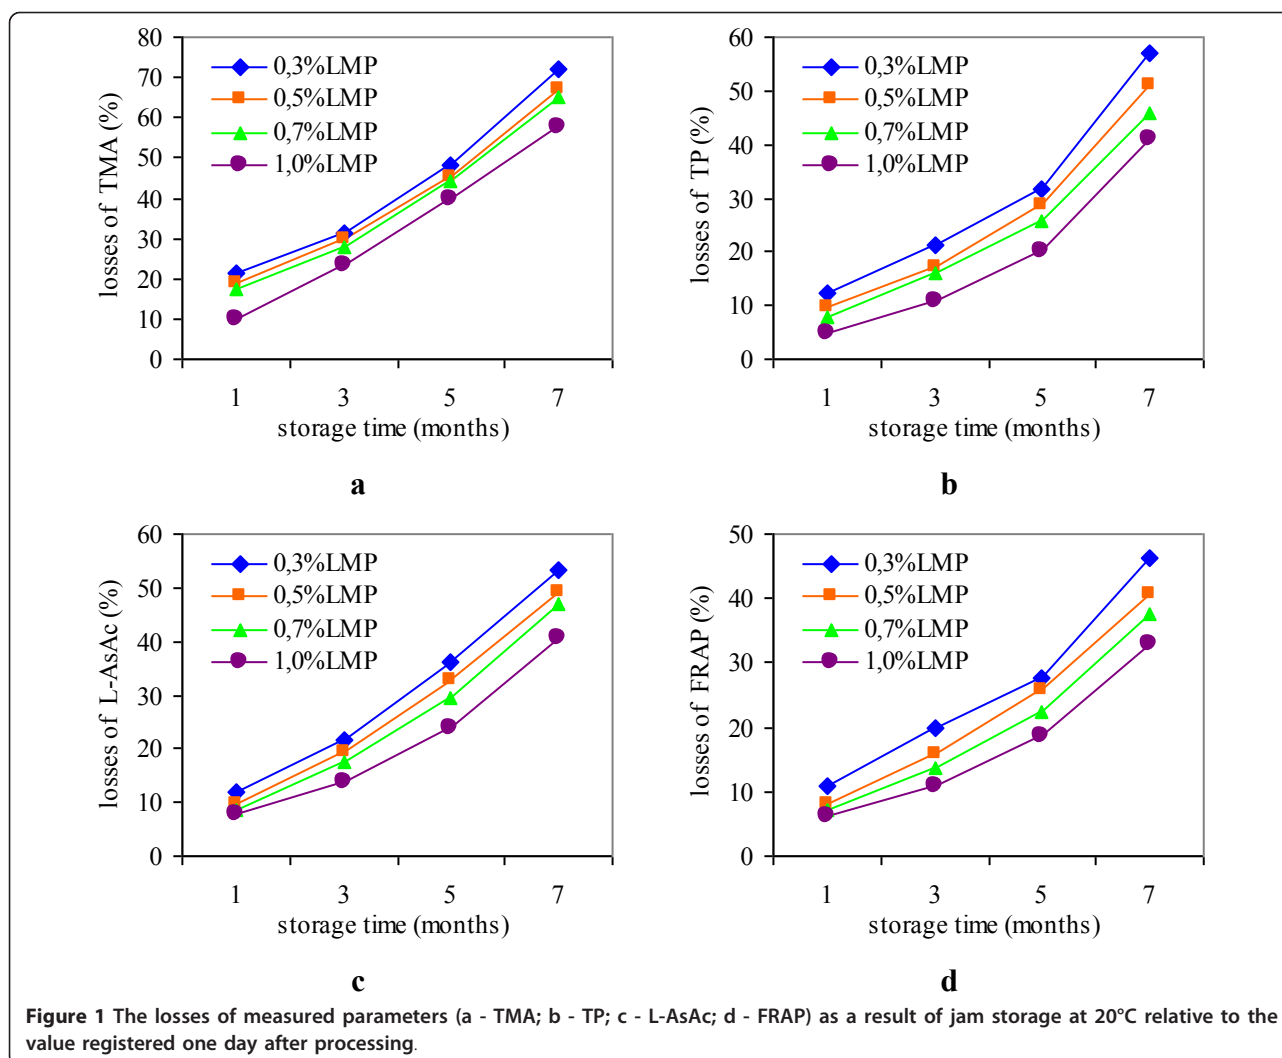 80
70
60
50
40
30
20
10
0
losses of TMA (%)
0,3%LMP
0,5%LMP
0,7%LMP
1,0%LMP
1 3 5 7
storage time (months)
a
60
50
40
30
20
10
0
losses of TP (%)
0,3%LMP
0,5%LMP
0,7%LMP
1,0%LMP
1 3 5 7
storage time (months)
b
60
50
40
30
20
10
0
losses of L-AsAc (%)
0,3%LMP
0,5%LMP
0,7%LMP
1,0%LMP
1 3 5 7
storage time (months)
c
50
40
30
20
10
0
losses of FRAP (%)
0,3%LMP
0,5%LMP
0,7%LMP
1,0%LMP
1 3 5 7
storage time (months)
d
Figure 1 The losses of measured parameters (a - TMA; b - TP; c - L-AsAc; d - FRAP) as a result of jam storage at 20°C relative to the
value registered one day after processing.